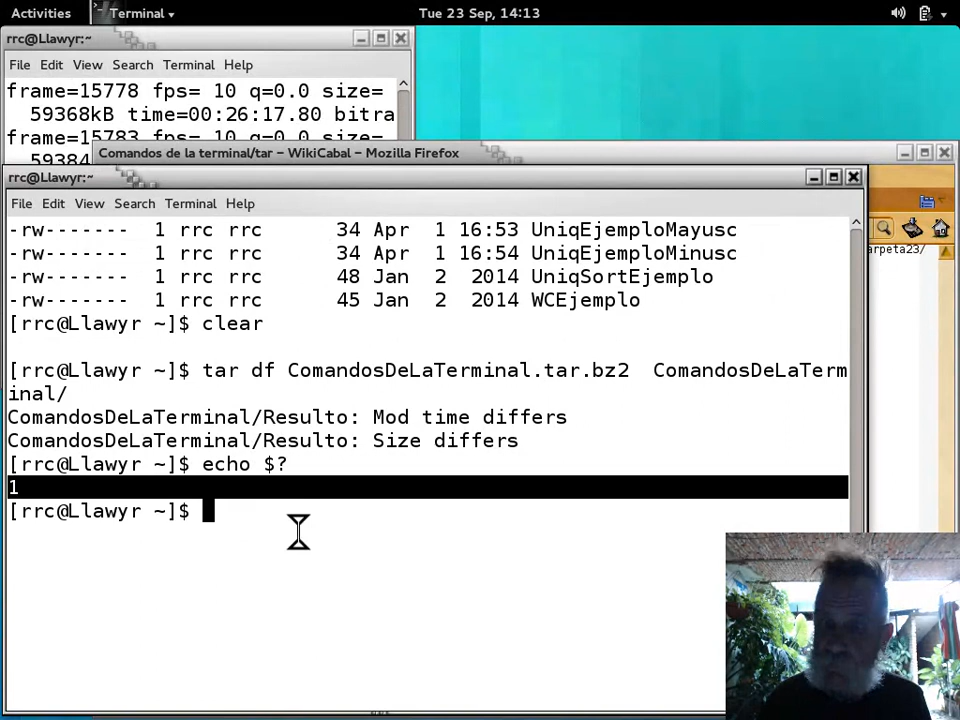 Activities Terminal Tue 23 Sep, 14:13
rrc@Llawyr:~
File Edit View Search Terminal Help
frame=15778 fps= 10 q=0.0 size=
59368kB time=00:26:17.80 bitra
frame=15783 fps= 10 q=0.0 size=
59384
Comandos de la terminal/tar – WikiCabal – Mozilla Firefox
rrc@Llawyr:~
File Edit View Search Terminal Help
-rw------- 1 rrc rrc 34 Apr 1 16:53 UniqEjemploMayusc
-rw------- 1 rrc rrc 34 Apr 1 16:54 UniqEjemploMinusc
-rw------- 1 rrc rrc 48 Jan 2 2014 UniqSortEjemplo
-rw------- 1 rrc rrc 45 Jan 2 2014 WCEjemplo
[rrc@Llawyr ~]$ clear
[rrc@Llawyr ~]$ tar df ComandosDeLaTerminal.tar.bz2 ComandosDeLaTerm
inal/
ComandosDeLaTerminal/Resulto: Mod time differs
ComandosDeLaTerminal/Resulto: Size differs
[rrc@Llawyr ~]$ echo $?
1
[rrc@Llawyr ~]$
arpeta23/